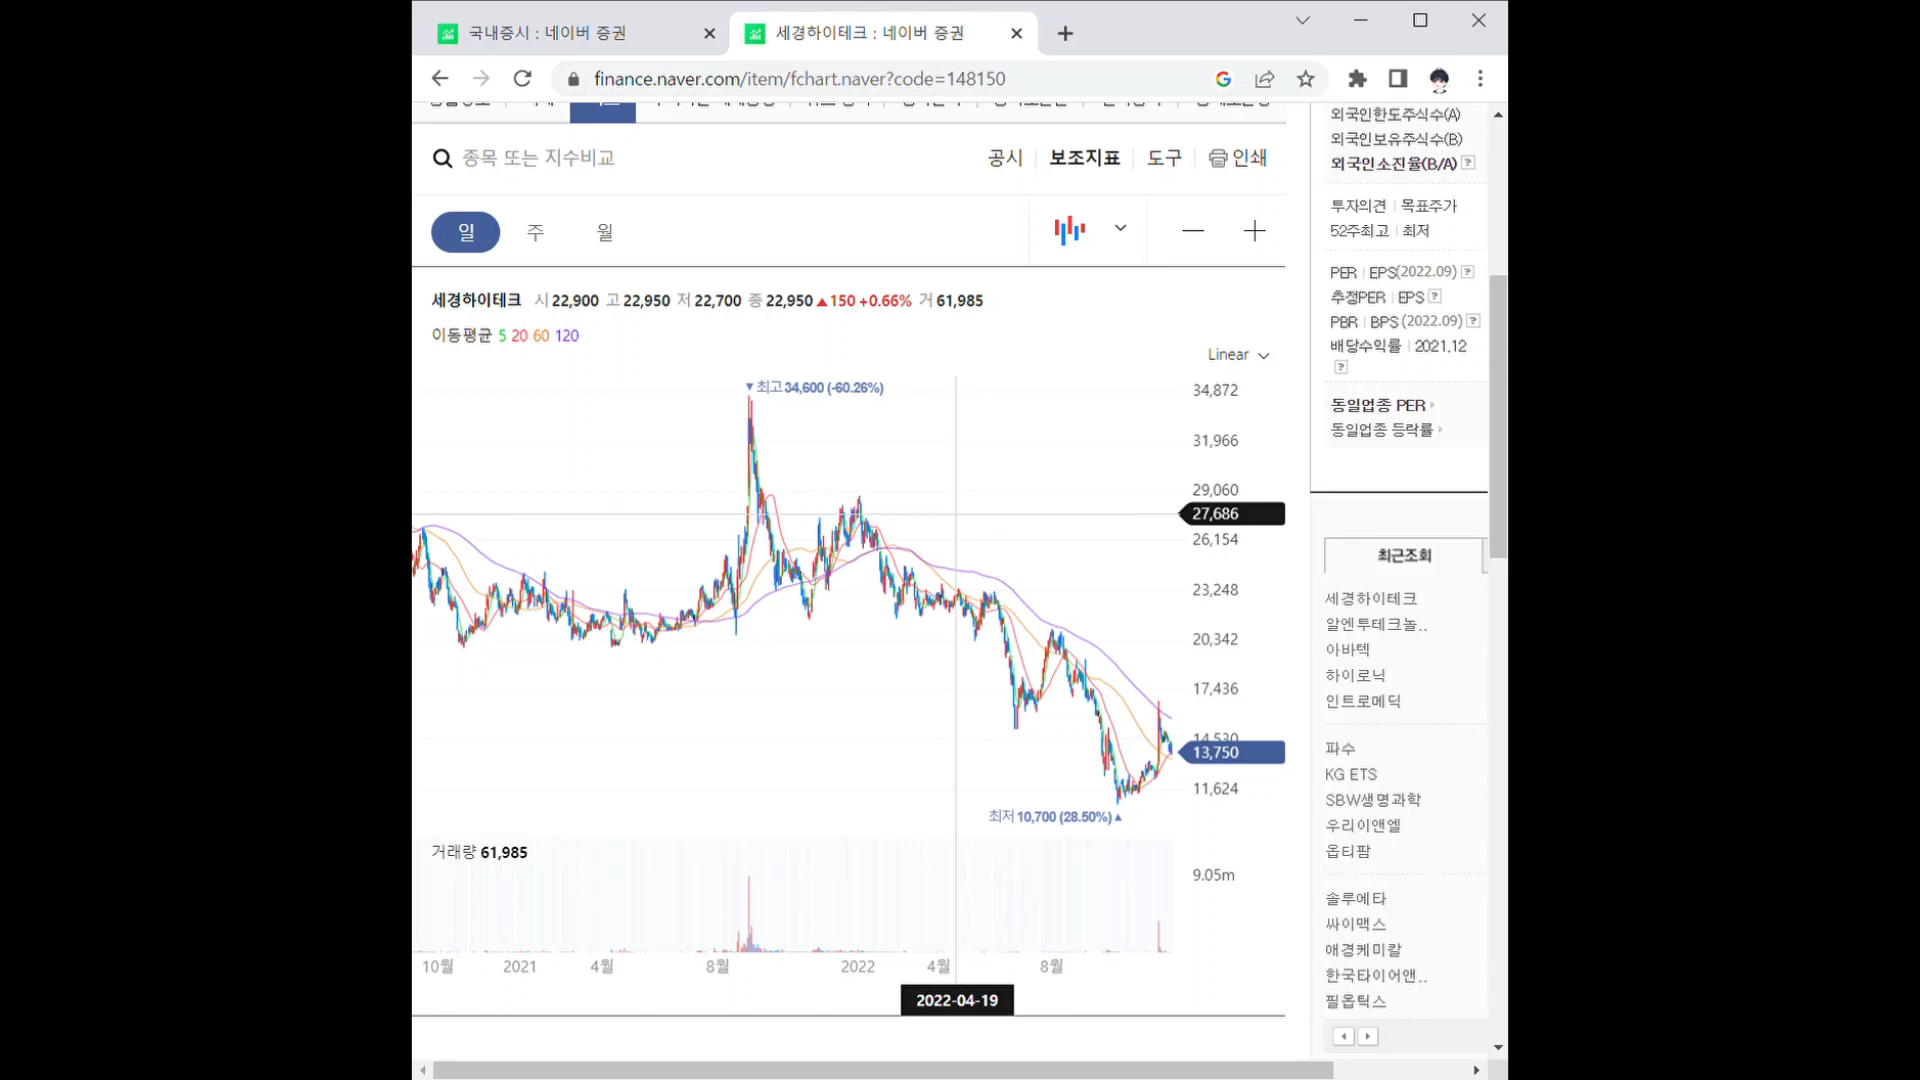 국내증시 : 네이버 증권
세경하이테크 : 네이버 증권
finance.naver.com/item/fchart.naver?code=148150
종목 또는 지수비교
공시
보조지표
도구
인쇄
일
주
월
세경하이테크 시 22,900 고 22,950 저 22,700 종 22,950 ▲150 +0.66% 거 61,985
이동평균 5 20 60 120
Linear
▼최고 34,600 (-60.26%)
34,872
31,966
29,060
27,686
26,154
23,248
20,342
17,436
14,530
13,750
11,624
최저 10,700 (28.50%)▲
거래량 61,985
9.05m
10월 2021 4월 8월 2022 4월 8월
2022-04-19
외국인한도주식수(A)
외국인보유주식수(B)
외국인소진율(B/A) ?
투자의견 | 목표주가
52주최고 | 최저
PER | EPS(2022.09) ?
추정PER | EPS ?
PBR | BPS (2022.09) ?
배당수익률 | 2021.12
?
동일업종 PER
동일업종 등락률
최근조회
세경하이테크
알엔투테크놀..
아바텍
하이로닉
인트로메딕
파수
KG ETS
SBW생명과학
우리이앤엘
옵티팜
솔루에타
싸이맥스
애경케미칼
한국타이어앤..
필옵틱스